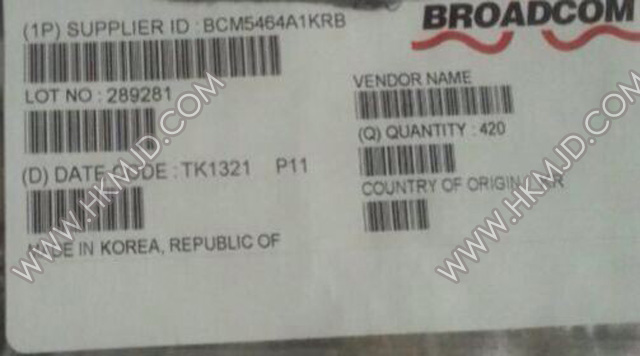 (1P) SUPPLIER ID : BCM5464A1KRB
BROADCOM
LOT NO : 289281
VENDOR NAME
(Q) QUANTITY : 420
(D) DATE CODE : TK1321 P11
COUNTRY OF ORIGIN
MADE IN KOREA, REPUBLIC OF
WWW.HKMJD.COM
WWW.HKMJD.COM